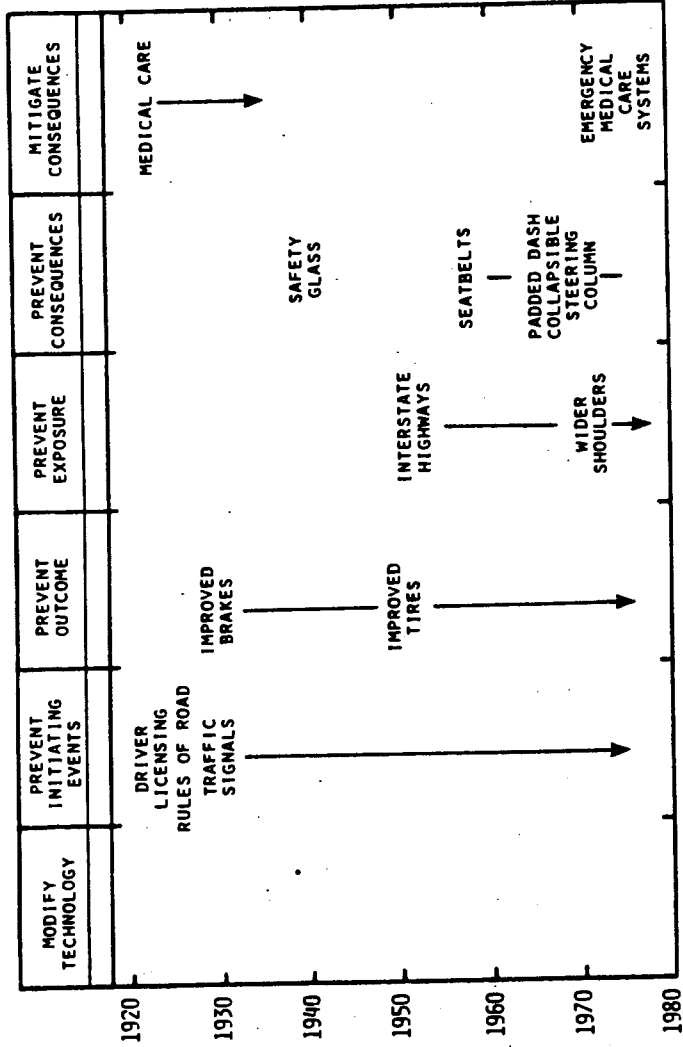 MODIFY
TECHNOLOGY
PREVENT
INITIATING
EVENTS
PREVENT
OUTCOME
PREVENT
EXPOSURE
PREVENT
CONSEQUENCES
MITIGATE
CONSEQUENCES
1920
1930
1940
1950
1960
1970
1980
DRIVER
LICENSING
RULES OF ROAD
TRAFFIC
SIGNALS
IMPROVED
BRAKES
IMPROVED
TIRES
INTERSTATE
HIGHWAYS
WIDER
SHOULDERS
SAFETY
GLASS
SEATBELTS
PADDED DASH
COLLAPSIBLE
STEERING
COLUMN
MEDICAL CARE
EMERGENCY
MEDICAL
CARE
SYSTEMS